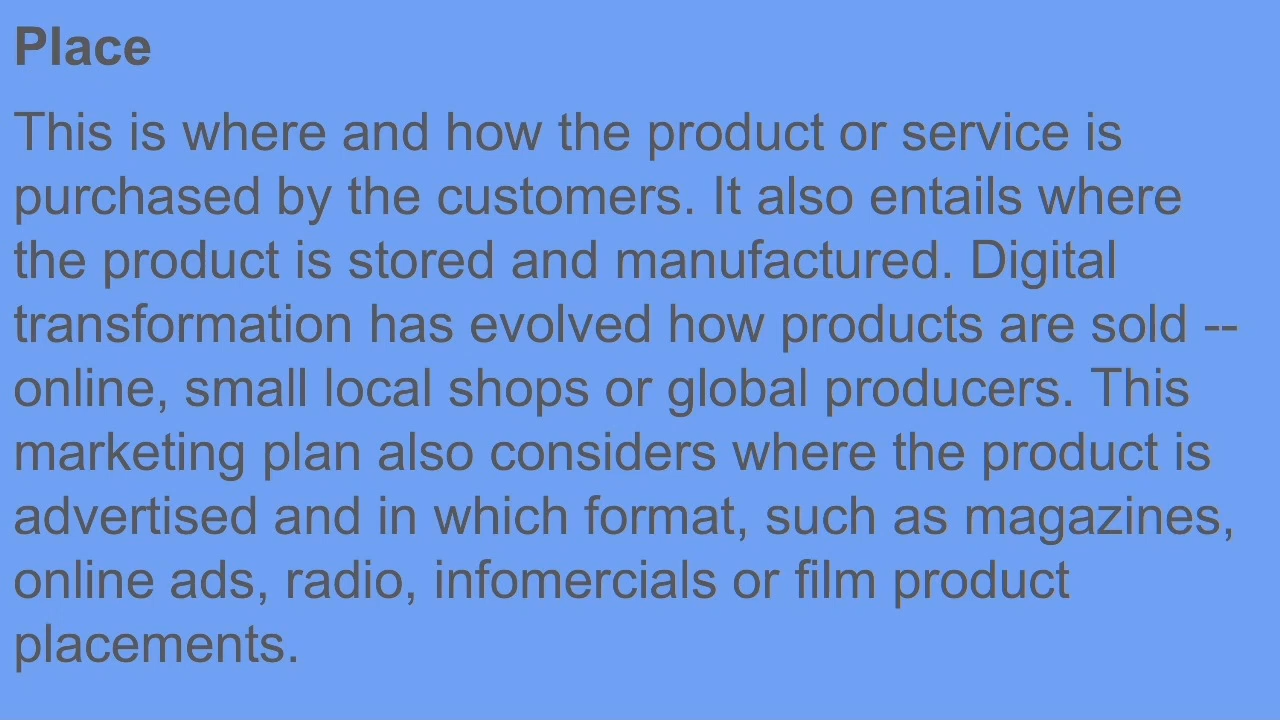 Place
This is where and how the product or service is
purchased by the customers. It also entails where
the product is stored and manufactured. Digital
transformation has evolved how products are sold --
online, small local shops or global producers. This
marketing plan also considers where the product is
advertised and in which format, such as magazines,
online ads, radio, infomercials or film product
placements.